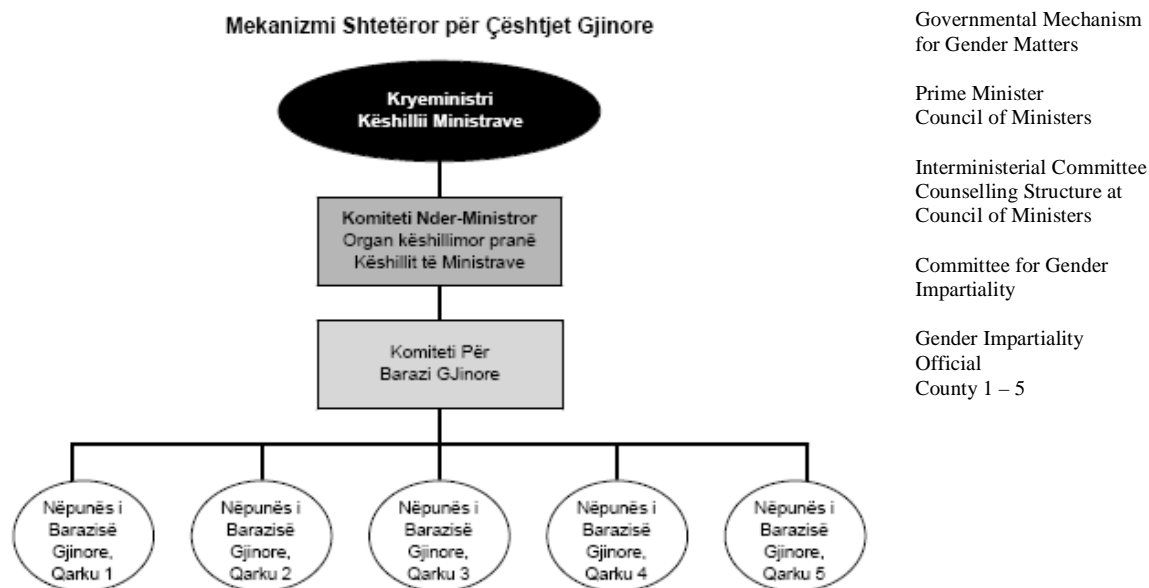 Mekanizmi Shtetëror për Çështjet Gjinore
Kryeministri
Këshillii Ministrave
Komiteti Nder-Ministror
Organ këshillimor pranë
Këshillit të Ministrave
Komiteti Për
Barazi GJinore
Nëpunës i
Barazisë
Gjinore,
Qarku 1
Nëpunës i
Barazisë
Gjinore,
Qarku 2
Nëpunës i
Barazisë
Gjinore,
Qarku 3
Nëpunës i
Barazisë
Gjinore,
Qarku 4
Nëpunës i
Barazisë
Gjinore,
Qarku 5
Governmental Mechanism
for Gender Matters
Prime Minister
Council of Ministers
Interministerial Committee
Counselling Structure at
Council of Ministers
Committee for Gender
Impartiality
Gender Impartiality
Official
County 1 – 5